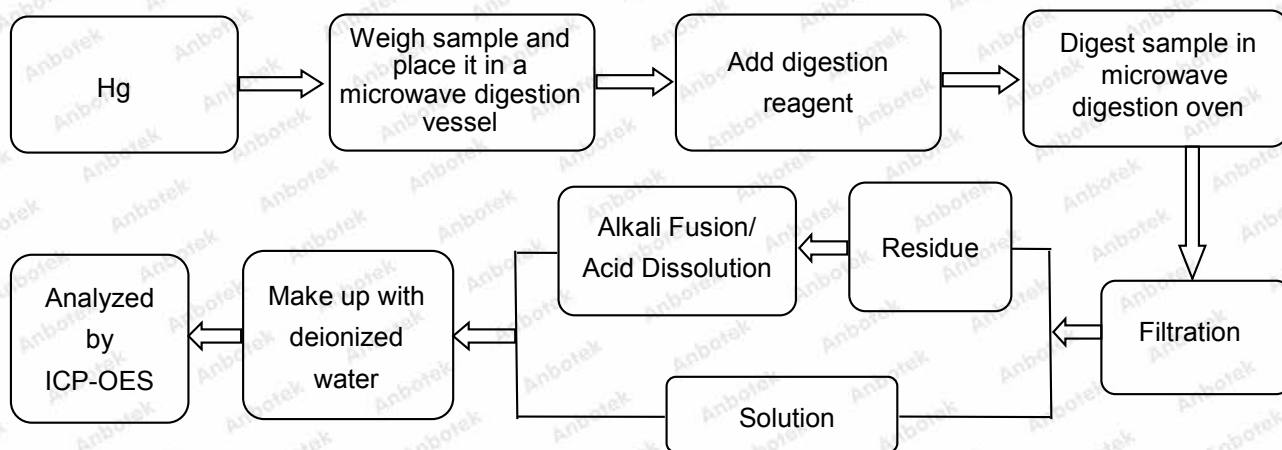 Hg
Weigh sample and
place it in a
microwave digestion
vessel
Add digestion
reagent
Digest sample in
microwave
digestion oven
Filtration
Residue
Alkali Fusion/
Acid Dissolution
Solution
Make up with
deionized
water
Analyzed
by
ICP-OES
Anbotek